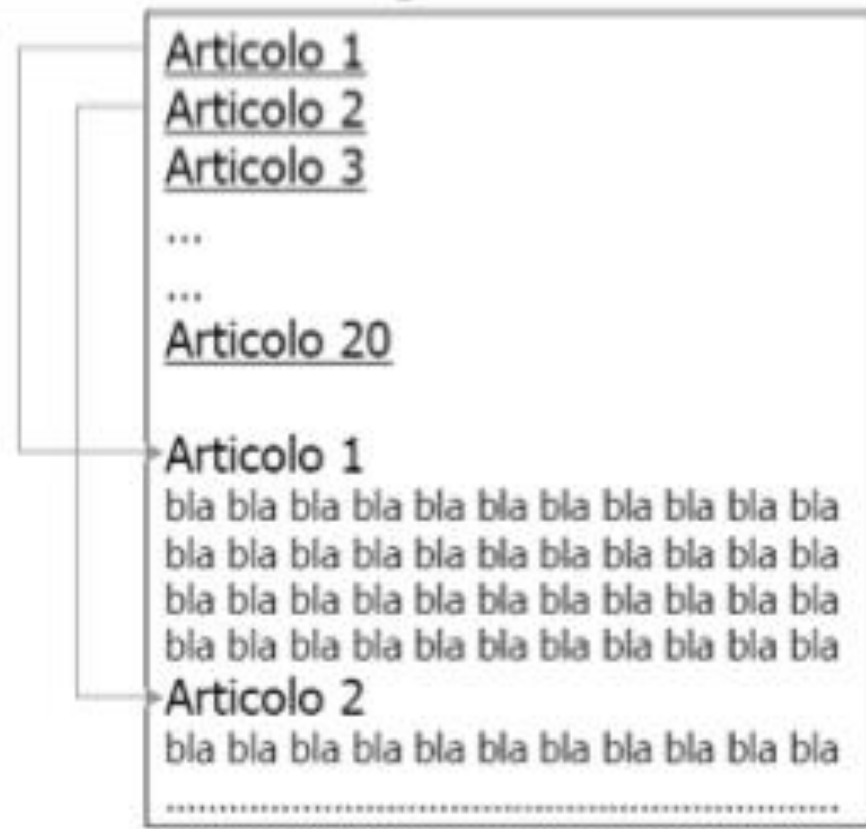 Articolo 1
Articolo 2
Articolo 3
...
...
Articolo 20
Articolo 1
bla bla bla bla bla bla bla bla bla bla bla
bla bla bla bla bla bla bla bla bla bla bla
bla bla bla bla bla bla bla bla bla bla bla
bla bla bla bla bla bla bla bla bla bla bla
Articolo 2
bla bla bla bla bla bla bla bla bla bla bla
................................................................